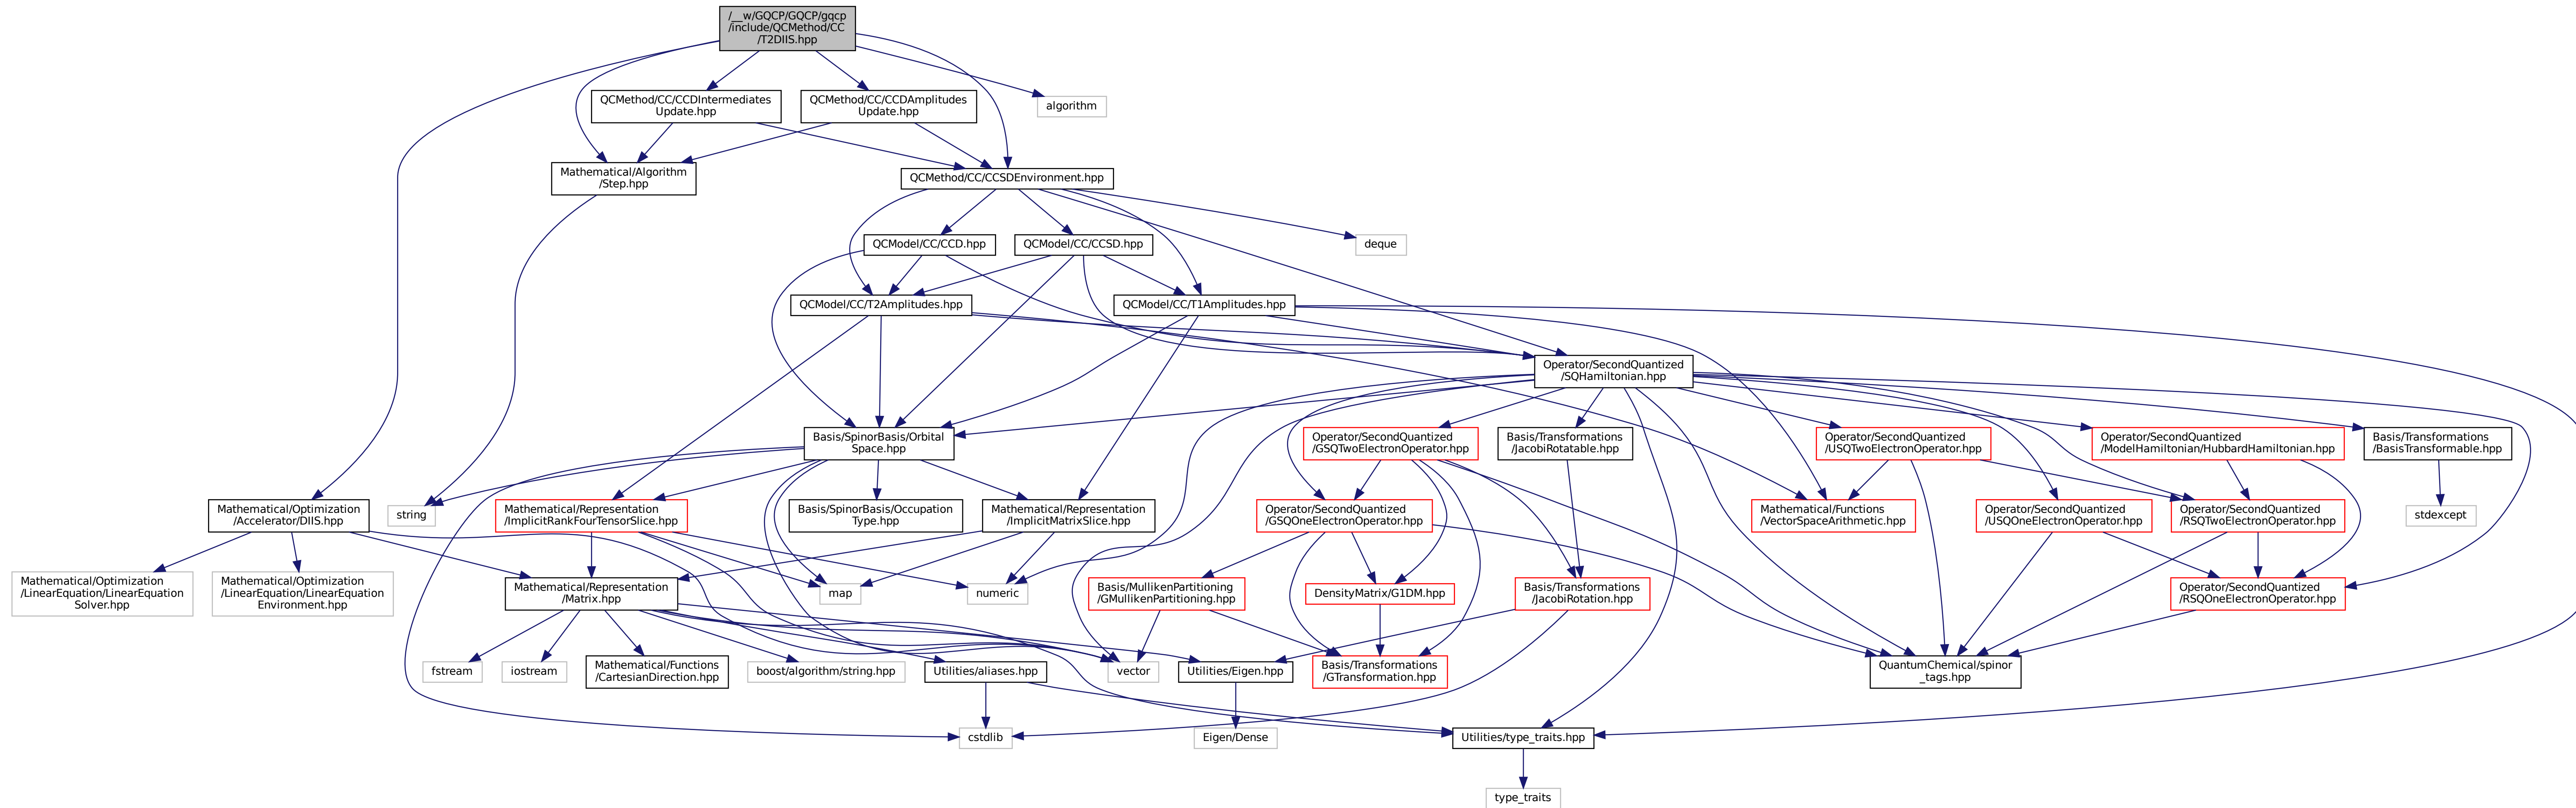 /__w/GQCP/GQCP/gqcp
/include/QCMethod/CC
/T2DIIS.hpp
QCMethod/CC/CCDIntermediates
Update.hpp
QCMethod/CC/CCDAmplitudes
Update.hpp
algorithm
Mathematical/Algorithm
/Step.hpp
QCMethod/CC/CCSDEnvironment.hpp
QCModel/CC/CCD.hpp
QCModel/CC/CCSD.hpp
deque
QCModel/CC/T2Amplitudes.hpp
QCModel/CC/T1Amplitudes.hpp
Operator/SecondQuantized
/SQHamiltonian.hpp
Basis/SpinorBasis/Orbital
Space.hpp
Operator/SecondQuantized
/GSQTwoElectronOperator.hpp
Basis/Transformations
/JacobiRotatable.hpp
Operator/SecondQuantized
/USQTwoElectronOperator.hpp
Operator/SecondQuantized
/ModelHamiltonian/HubbardHamiltonian.hpp
Basis/Transformations
/BasisTransformable.hpp
Mathematical/Optimization
/Accelerator/DIIS.hpp
string
Mathematical/Representation
/ImplicitRankFourTensorSlice.hpp
Basis/SpinorBasis/Occupation
Type.hpp
Mathematical/Representation
/ImplicitMatrixSlice.hpp
Operator/SecondQuantized
/GSQOneElectronOperator.hpp
Mathematical/Functions
/VectorSpaceArithmetic.hpp
Operator/SecondQuantized
/USQOneElectronOperator.hpp
Operator/SecondQuantized
/RSQTwoElectronOperator.hpp
stdexcept
Mathematical/Optimization
/LinearEquation/LinearEquation
Solver.hpp
Mathematical/Optimization
/LinearEquation/LinearEquation
Environment.hpp
Mathematical/Representation
/Matrix.hpp
map
numeric
Basis/MullikenPartitioning
/GMullikenPartitioning.hpp
DensityMatrix/G1DM.hpp
Basis/Transformations
/JacobiRotation.hpp
Operator/SecondQuantized
/RSQOneElectronOperator.hpp
fstream
iostream
Mathematical/Functions
/CartesianDirection.hpp
boost/algorithm/string.hpp
Utilities/aliases.hpp
vector
Utilities/Eigen.hpp
Basis/Transformations
/GTransformation.hpp
QuantumChemical/spinor
_tags.hpp
cstdlib
Eigen/Dense
Utilities/type_traits.hpp
type_traits